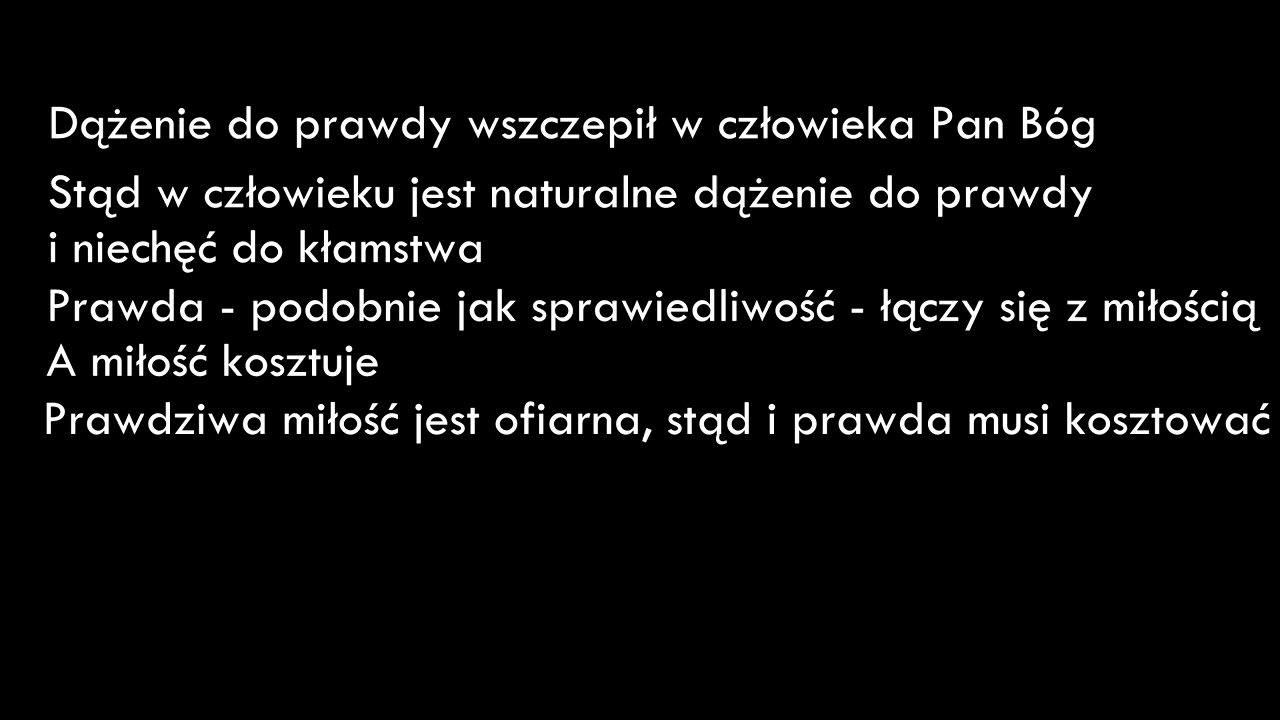 Dążenie do prawdy wszczepił w człowieka Pan Bóg
Stąd w człowieku jest naturalne dążenie do prawdy
i niechęć do kłamstwa
Prawda - podobnie jak sprawiedliwość - łączy się z miłością
A miłość kosztuje
Prawdziwa miłość jest ofiarna, stąd i prawda musi kosztować